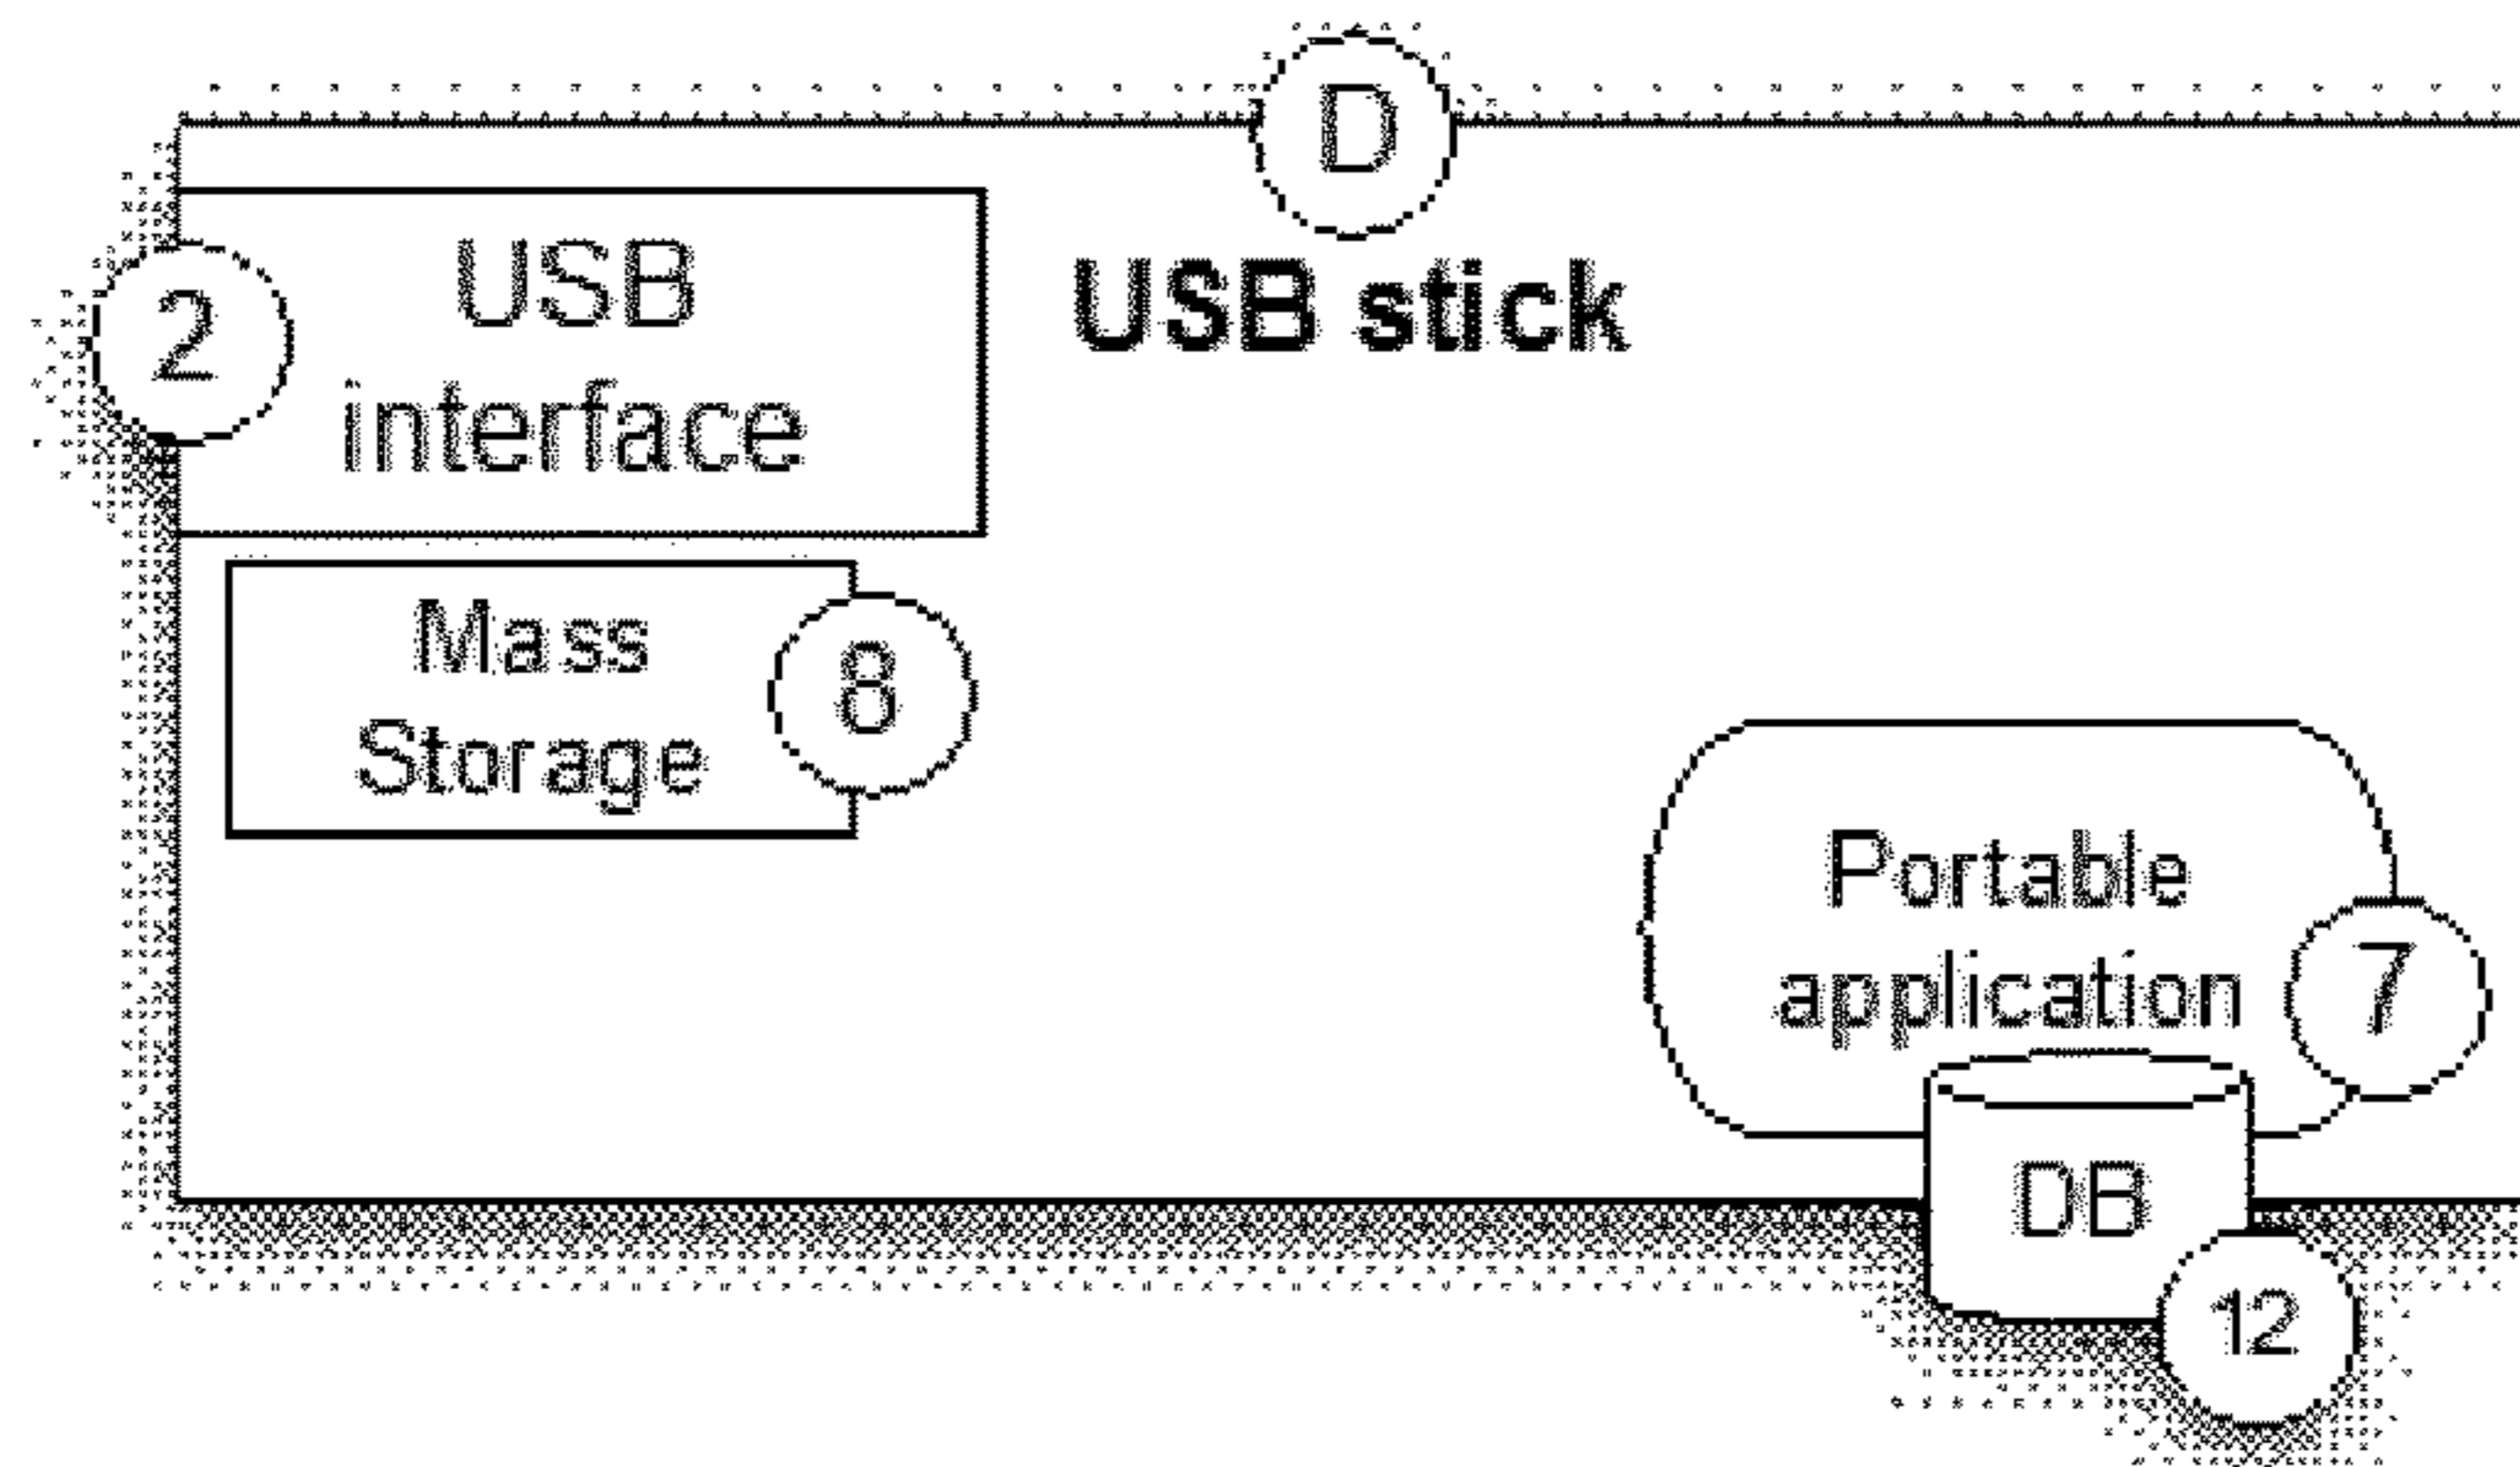 D
USB stick
2
USB
interface
Mass
Storage
8
Portable
application
7
DB
12